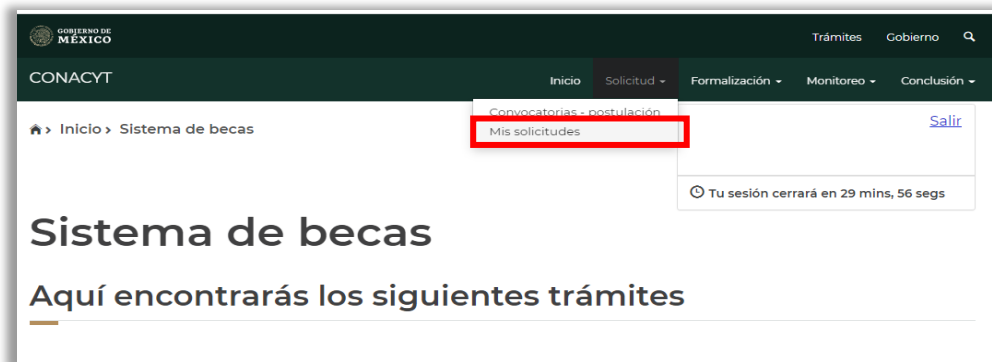 GOBIERNO DE
MÉXICO
Trámites Gobierno
CONACYT
Inicio Solicitud Formalización Monitoreo Conclusión
Convocatorias - postulación
Mis solicitudes
Inicio Sistema de becas
Salir
Tu sesión cerrará en 29 mins, 56 segs
Sistema de becas
Aquí encontrarás los siguientes trámites